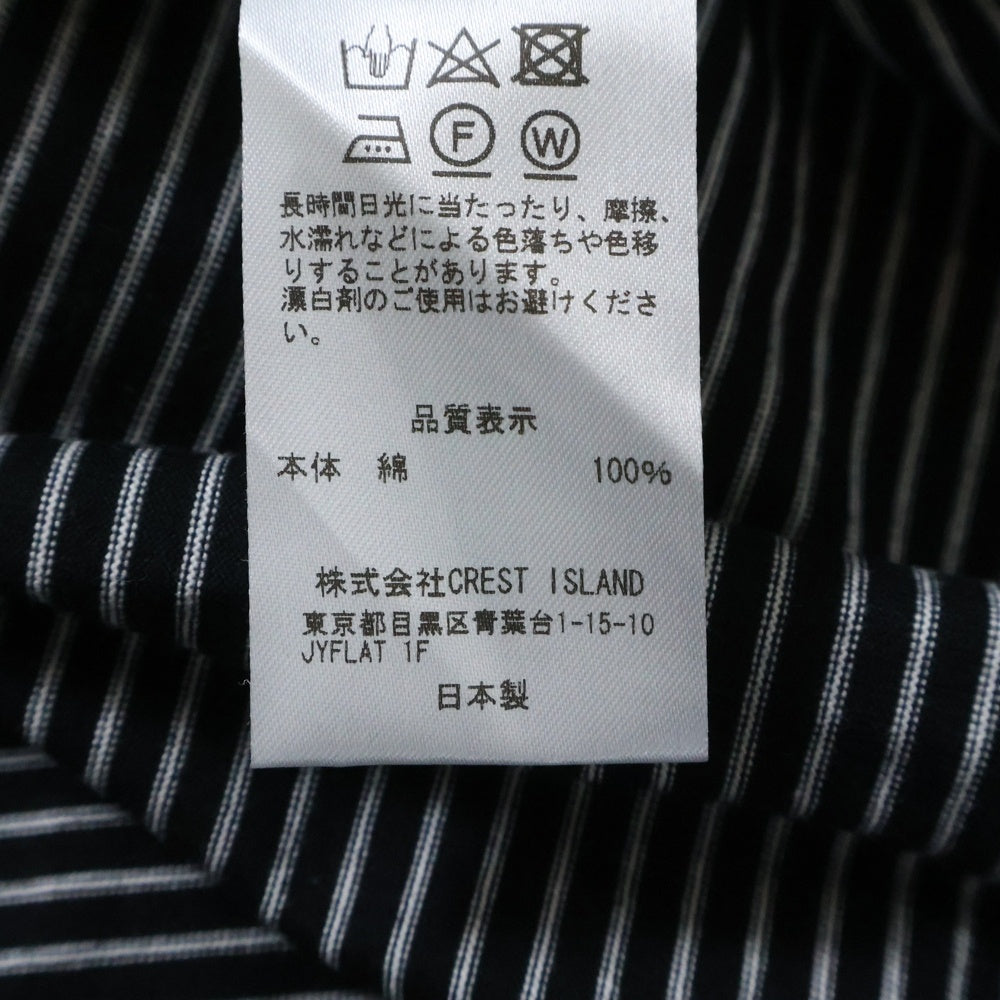 F W
長時間日光に当たったり、摩擦、
水濡れなどによる色落ちや色移
りすることがあります。
漂白剤のご使用はお避けくださ
い。
品質表示
本体 綿 100%
株式会社CREST ISLAND
東京都目黒区青葉台1-15-10
JYFLAT 1F
日本製